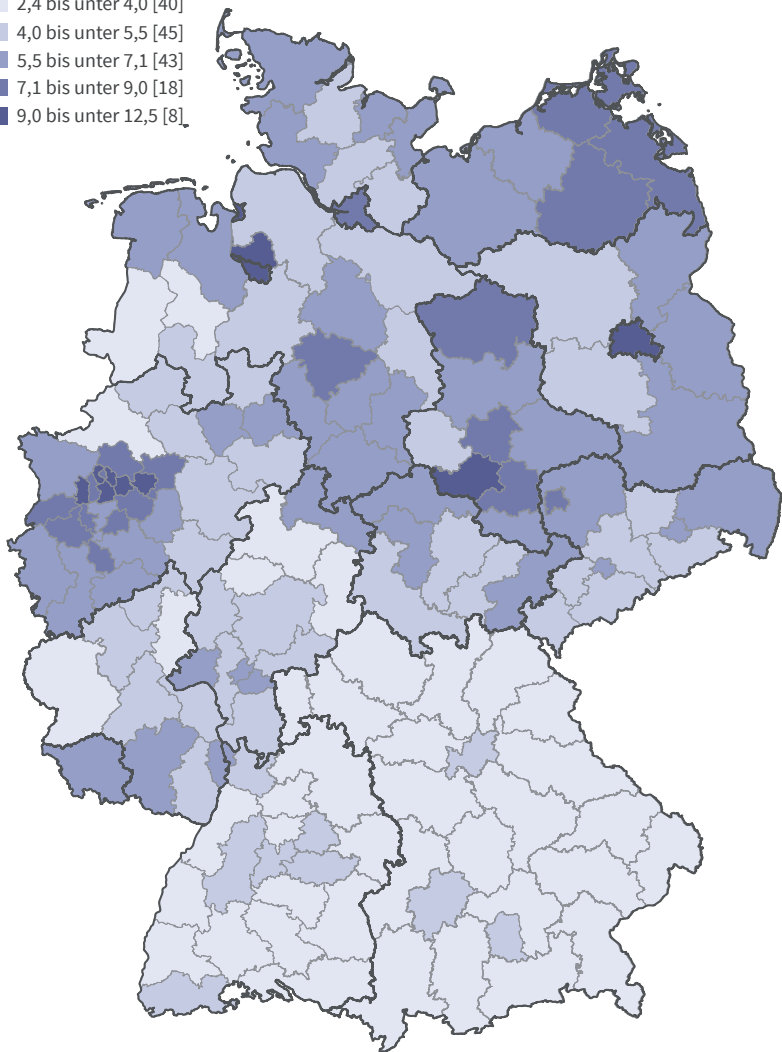 2,4 bis unter 4,0 [40]
4,0 bis unter 5,5 [45]
5,5 bis unter 7,1 [43]
7,1 bis unter 9,0 [18]
9,0 bis unter 12,5 [8]